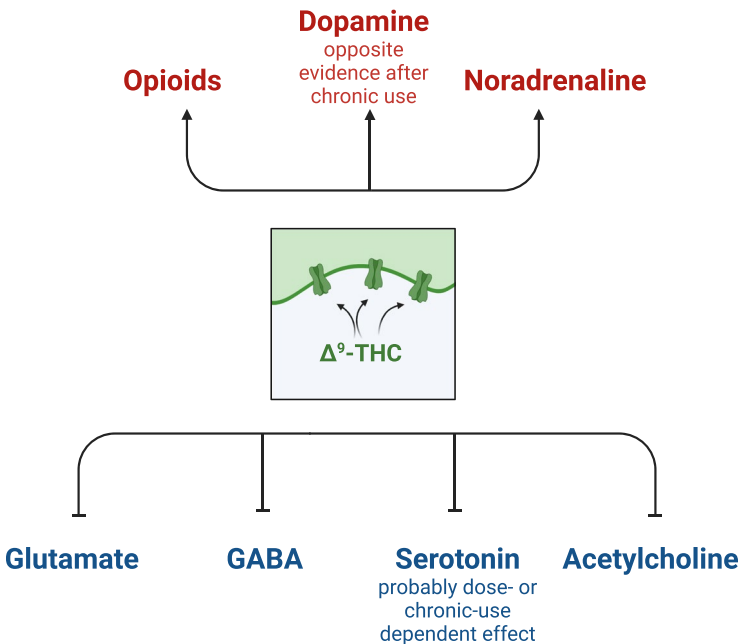 Dopamine
opposite
evidence after
chronic use
Opioids
Noradrenaline
Δ⁹-THC
Glutamate
GABA
Serotonin
probably dose- or
chronic-use
dependent effect
Acetylcholine